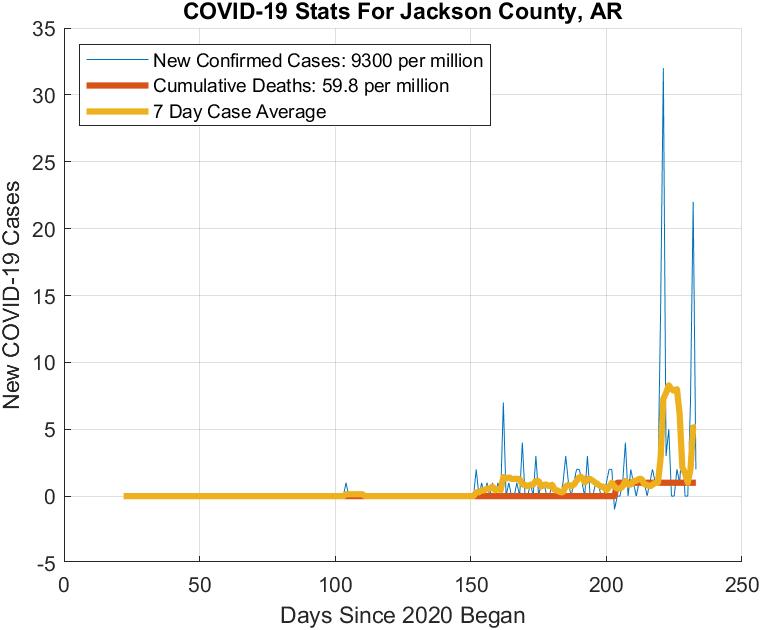 COVID-19 Stats For Jackson County, AR
35
30
25
20
15
10
5
0
-5
New Confirmed Cases: 9300 per million
Cumulative Deaths: 59.8 per million
7 Day Case Average
New COVID-19 Cases
0 50 100 150 200 250
Days Since 2020 Began